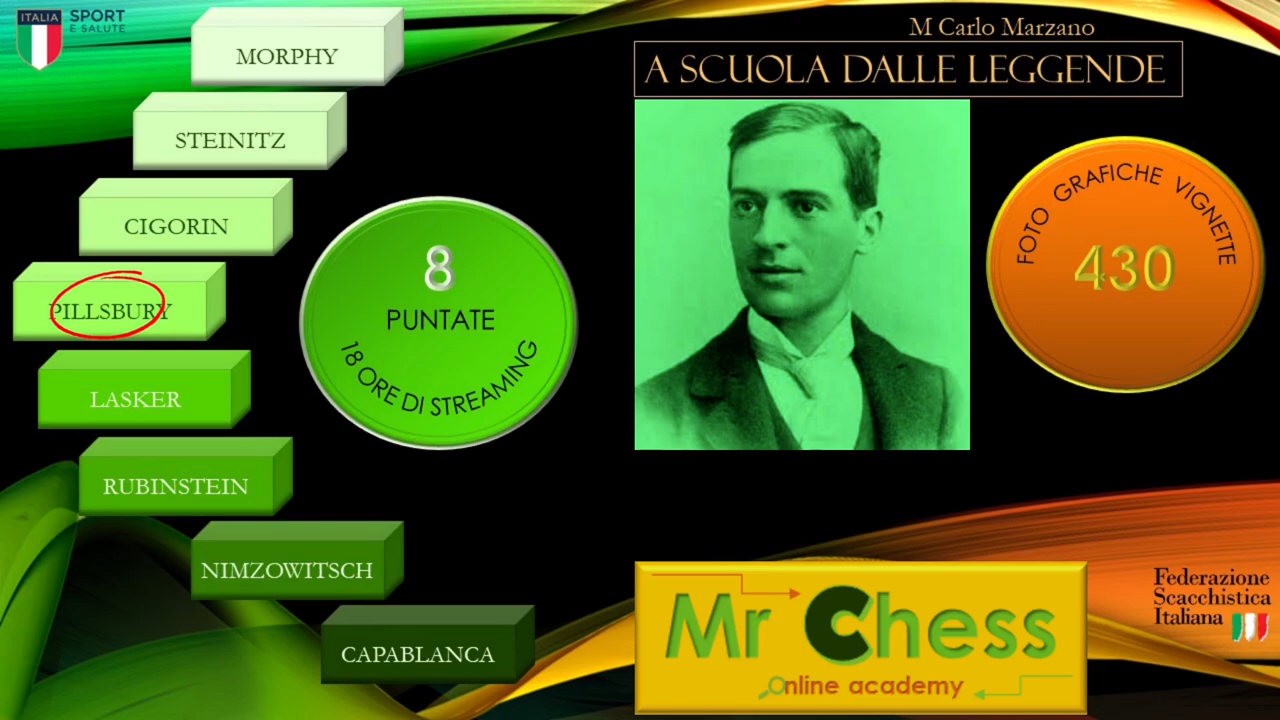 ITALIA
SPORT
E SALUTE
MORPHY
STEINITZ
CIGORIN
PILLSBURY
LASKER
RUBINSTEIN
NIMZOWITSCH
CAPABLANCA
8
PUNTATE
18 ORE DI STREAMING
M Carlo Marzano
A SCUOLA DALLE LEGGENDE
FOTO GRAFICHE VIGNETTE
430
Mr Chess
Online academy
Federazione
Scacchistica
Italiana